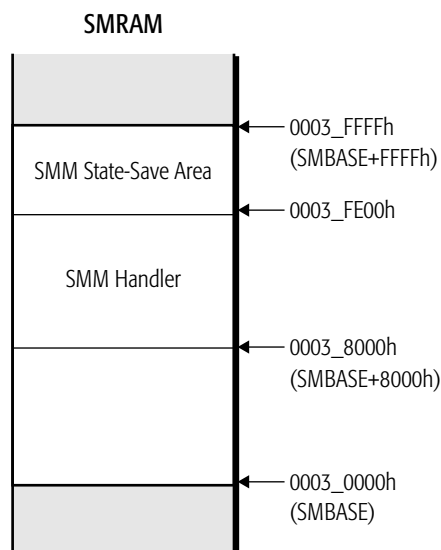 SMRAM
0003_FFFFh
(SMBASE+FFFFh)
SMM State-Save Area
0003_FE00h
SMM Handler
0003_8000h
(SMBASE+8000h)
0003_0000h
(SMBASE)